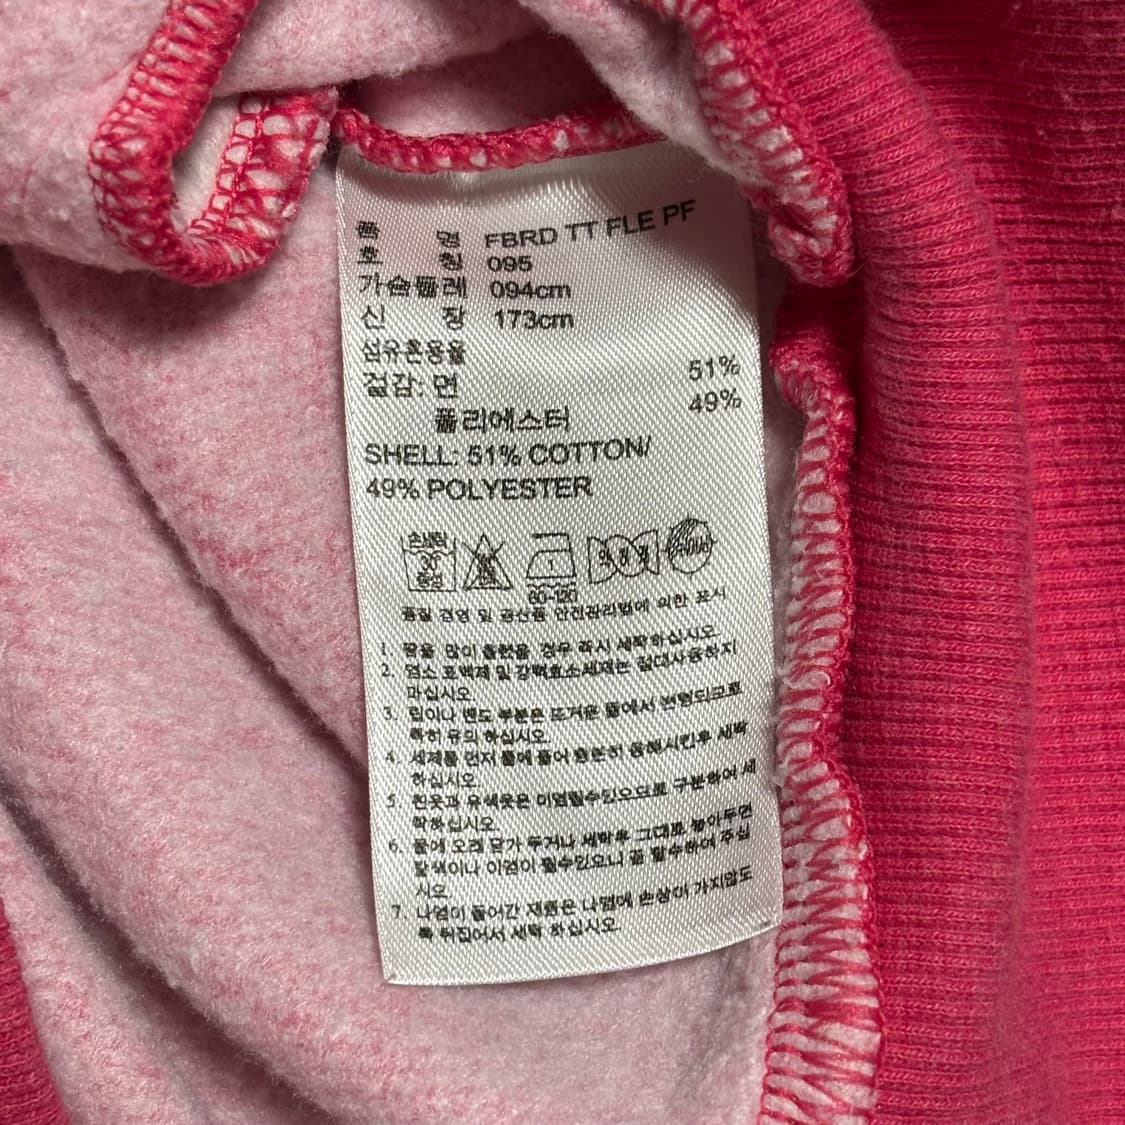 품 명 FBRD TT FLE PF
호 칭 095
가슴둘레 094cm
신 장 173cm
섬유혼용율
겉감: 면 51%
폴리에스터 49%
SHELL: 51% COTTON/
49% POLYESTER
손세탁
30
중성
80-120
품질 경영 및 공산품 안전관리법에 의한 표시
1. 땀을 많이 흘렸을 경우 즉시 세탁하십시오
2. 염소 표백제 및 강력효소세제는 절대사용하지
마십시오
3. 립이나 밴드 부분은 뜨거운 물에서 변형되므로
특히 유의 하십시오
4. 세제를 먼저 물에 풀어 충분히 용해시킨후 세탁
하십시오
5. 흰옷과 유색옷은 이염될수있으므로 구분하여 세
탁하십시오
6. 물에 오래 담가 두거나 세탁후 그대로 놓아두면
탈색이나 이염이 될수있으니 꼭 탈수하여 주십
시오
7. 나염이 들어간 제품은 나염에 손상이 가지않도
록 뒤집어서 세탁 하십시오